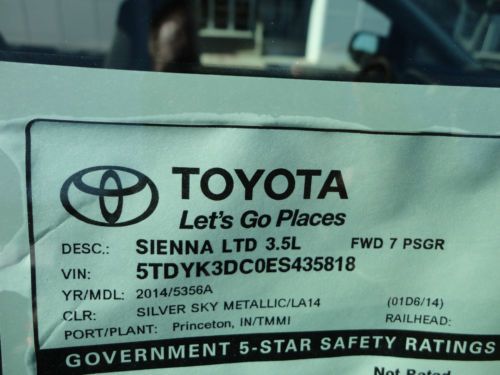 TOYOTA
Let's Go Places
DESC.: SIENNA LTD 3.5L FWD 7 PSGR
VIN: 5TDYK3DC0ES435818
YR/MDL: 2014/5356A
CLR: SILVER SKY METALLIC/LA14 (01D6/14)
PORT/PLANT: Princeton, IN/TMMI RAILHEAD:
GOVERNMENT 5-STAR SAFETY RATINGS
Not Rated